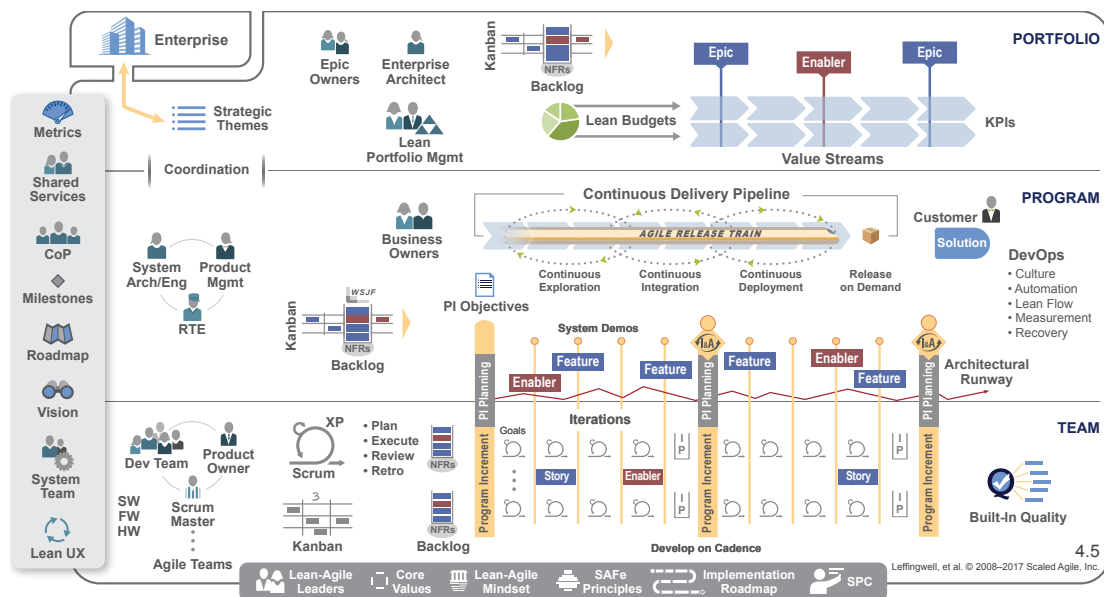 Enterprise
Strategic
Themes
Epic
Owners
Enterprise
Architect
Lean
Portfolio Mgmt
Kanban
NFRs
Backlog
Lean Budgets
Epic
Enabler
Epic
KPIs
Value Streams
PORTFOLIO
Metrics
Shared
Services
CoP
Milestones
Roadmap
Vision
System
Team
Lean UX
Coordination
PROGRAM
System
Arch/Eng
Product
Mgmt
RTE
Business
Owners
Continuous Delivery Pipeline
AGILE RELEASE TRAIN
Continuous
Exploration
Continuous
Integration
Continuous
Deployment
Release
on Demand
Customer
Solution
DevOps
• Culture
• Automation
• Lean Flow
• Measurement
• Recovery
Kanban
WSJF
NFRs
Backlog
PI Objectives
System Demos
PI Planning
Enabler
Feature
Feature
I&A
PI Planning
Feature
Enabler
Feature
I&A
PI Planning
Architectural
Runway
TEAM
Dev Team
Product
Owner
Scrum
Master
SW
FW
HW
Agile Teams
XP
Scrum
• Plan
• Execute
• Review
• Retro
NFRs
3
Kanban
NFRs
Backlog
Program Increment
Iterations
Goals
Story
Enabler
I
P
I
P
Program Increment
Story
I
P
I
P
Program Increment
Develop on Cadence
Built-In Quality
4.5
Leffingwell, et al. © 2008–2017 Scaled Agile, Inc.
Lean-Agile
Leaders
Core
Values
Lean-Agile
Mindset
SAFe
Principles
Implementation
Roadmap
SPC